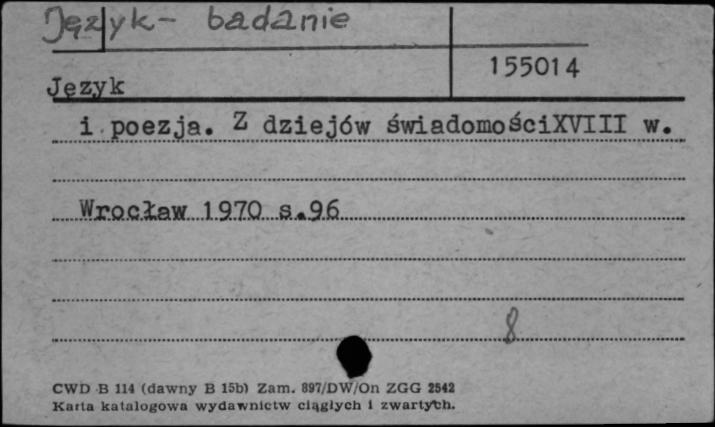 Język - badanie
155014
Język
i poezja. Z dziejów świadomościXVIII w.
Wrocław 1970 s.96
8
CWD B 114 (dawny B 15b) Zam. 897/DW/On ZGG 2542
Karta katalogowa wydawnictw ciągłych i zwartych.